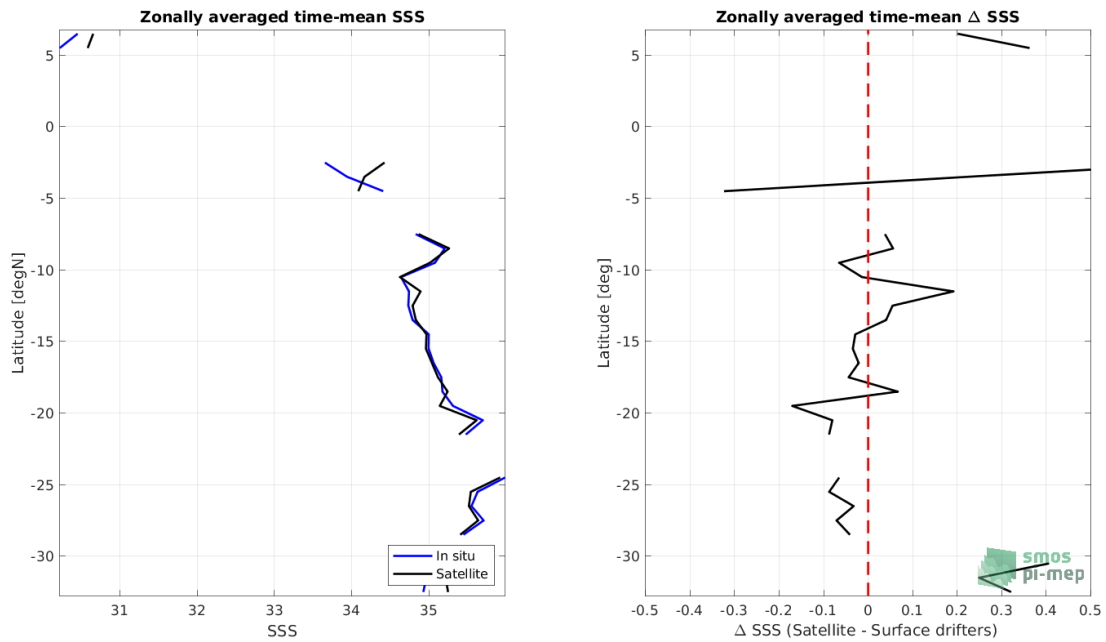 Zonally averaged time-mean SSS
5
0
-5
-10
-15
-20
-25
-30
Latitude [degN]
31 32 33 34 35
SSS
In situ
Satellite
Zonally averaged time-mean Δ SSS
5
0
-5
-10
-15
-20
-25
-30
Latitude [deg]
-0.5 -0.4 -0.3 -0.2 -0.1 0 0.1 0.2 0.3 0.4 0.5
Δ SSS (Satellite - Surface drifters)
smos
pi-mep